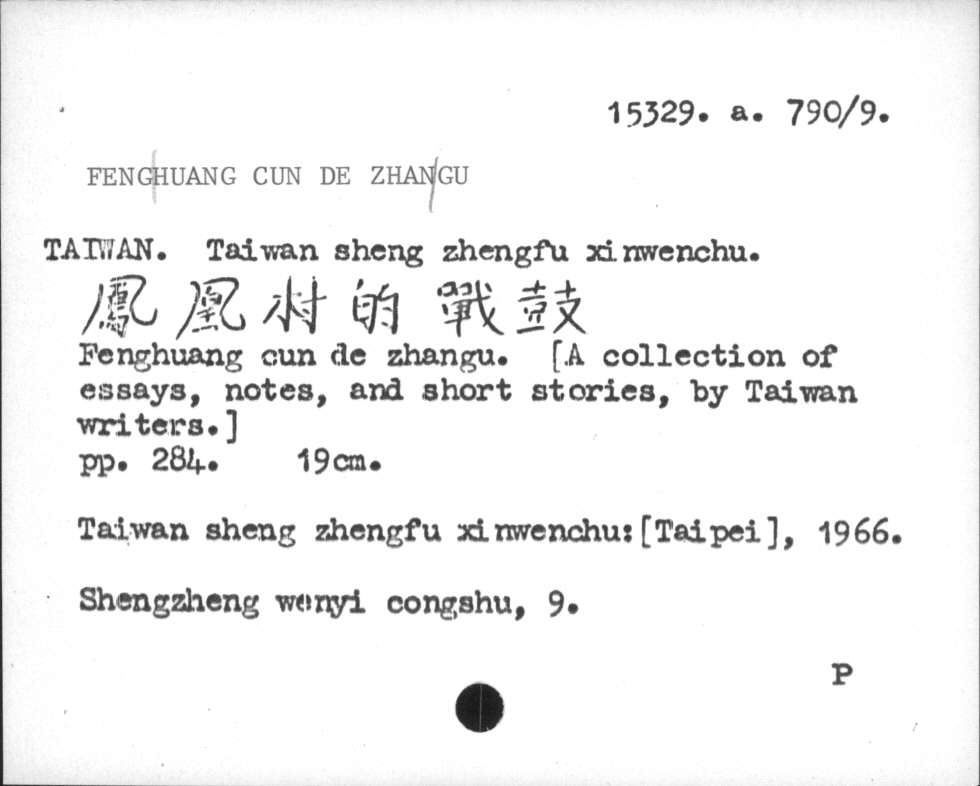 15329. a. 790/9.
FENGHUANG CUN DE ZHANGU
TAIWAN. Taiwan sheng zhengfu xinwenchu.
鳳凰村的戰鼓
Fenghuang cun de zhangu. [A collection of
essays, notes, and short stories, by Taiwan
writers.]
pp. 284. 19cm.
Taiwan sheng zhengfu xinwenchu:[Taipei], 1966.
Shengzheng wenyi congshu, 9.
P